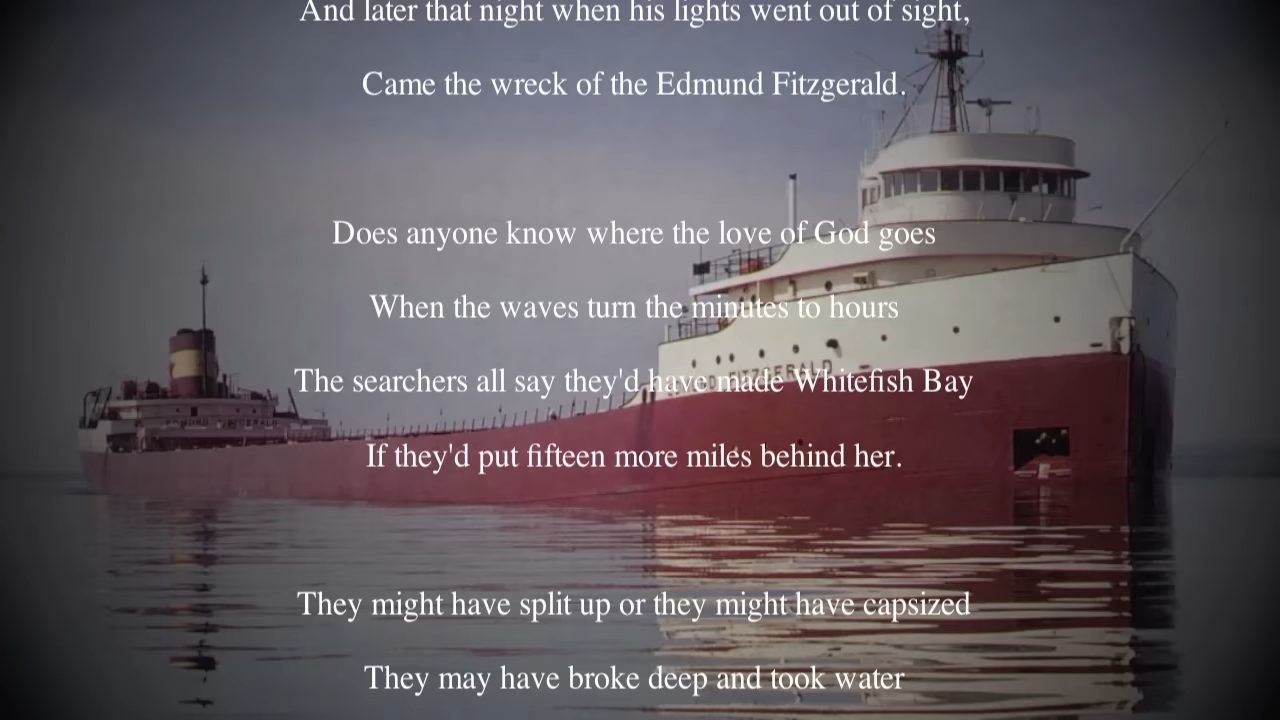 And later that night when his lights went out of sight,
Came the wreck of the Edmund Fitzgerald.
Does anyone know where the love of God goes
When the waves turn the minutes to hours
The searchers all say they'd have made Whitefish Bay
If they'd put fifteen more miles behind her.
They might have split up or they might have capsized
They may have broke deep and took water
FITZGERALD